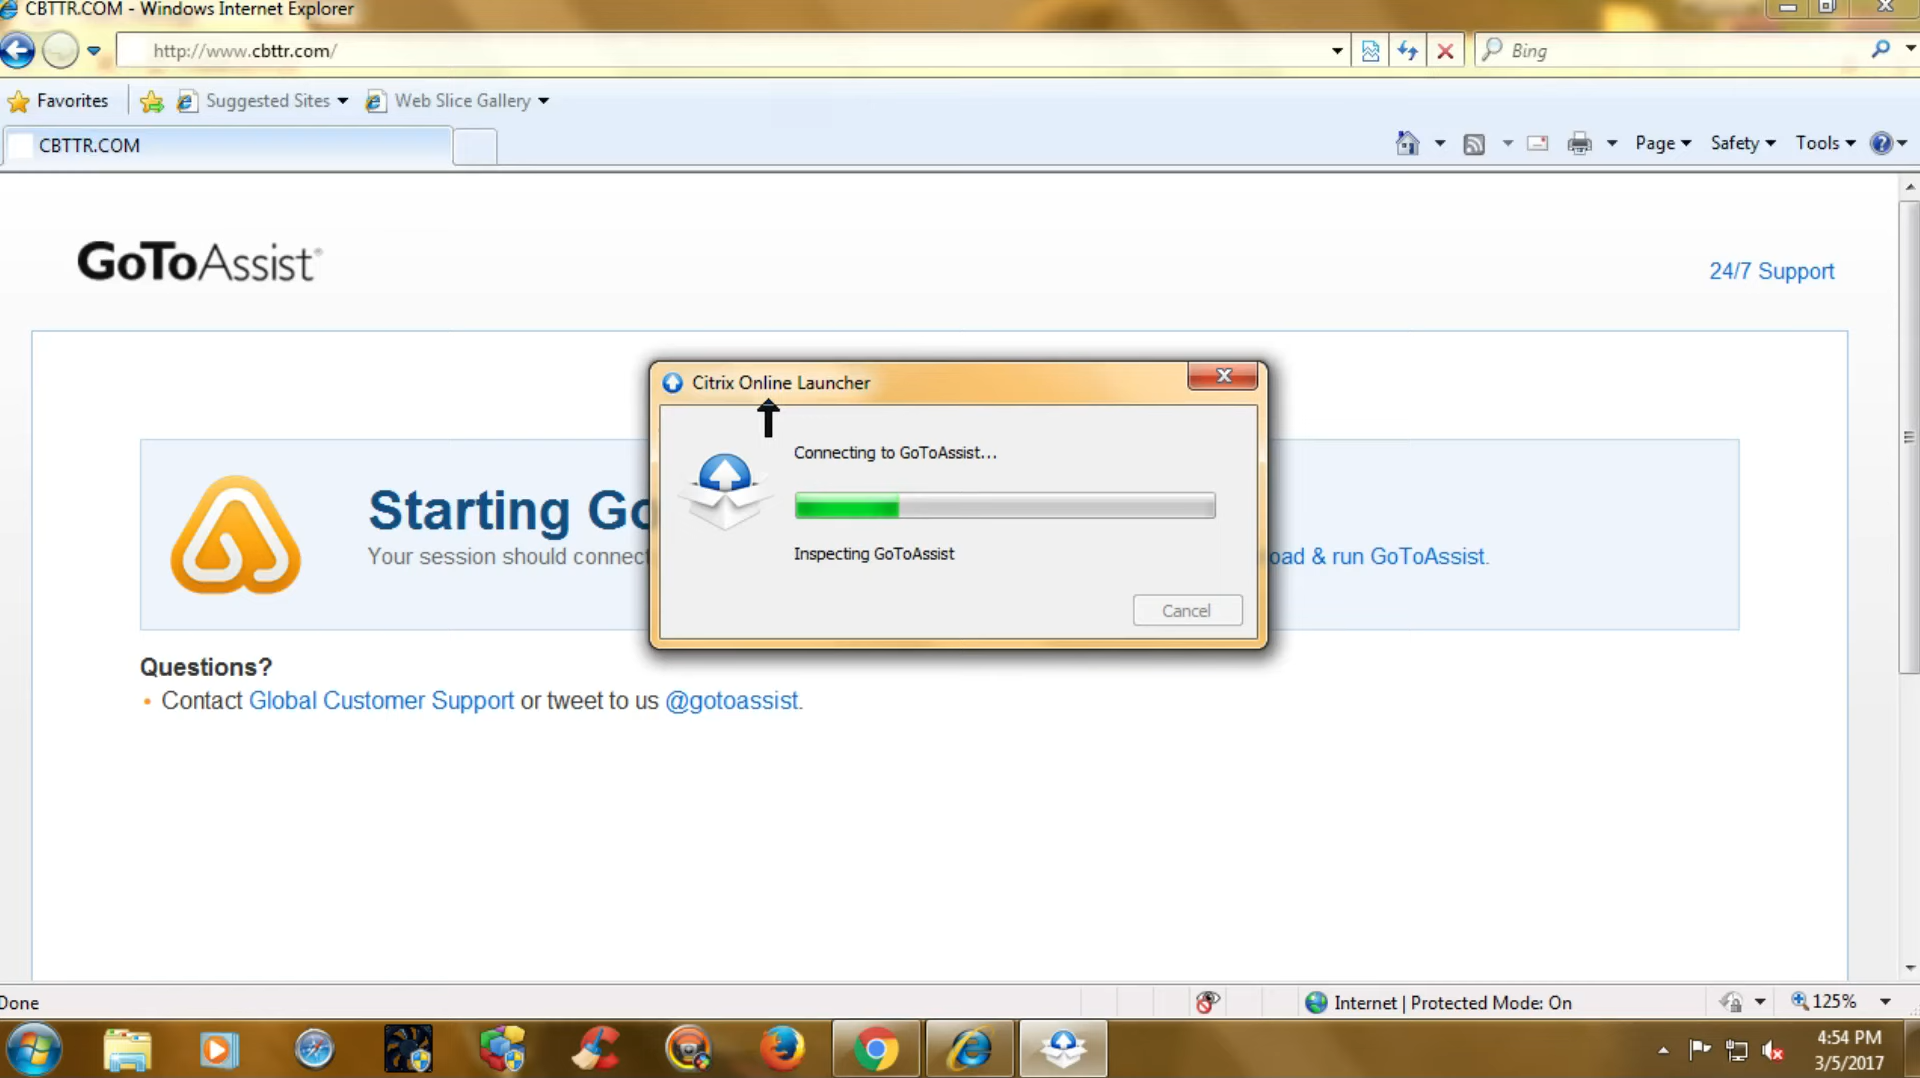 CBTTR.COM - Windows Internet Explorer
http://www.cbttr.com/
Bing
Favorites
Suggested Sites
Web Slice Gallery
CBTTR.COM
Page
Safety
Tools
GoToAssist
24/7 Support
Citrix Online Launcher
Connecting to GoToAssist...
Starting Go
Your session should connect
& run GoToAssist.
Inspecting GoToAssist
Cancel
Questions?
• Contact Global Customer Support or tweet to us @gotoassist.
Done
Internet | Protected Mode: On
125%
4:54 PM
3/5/2017